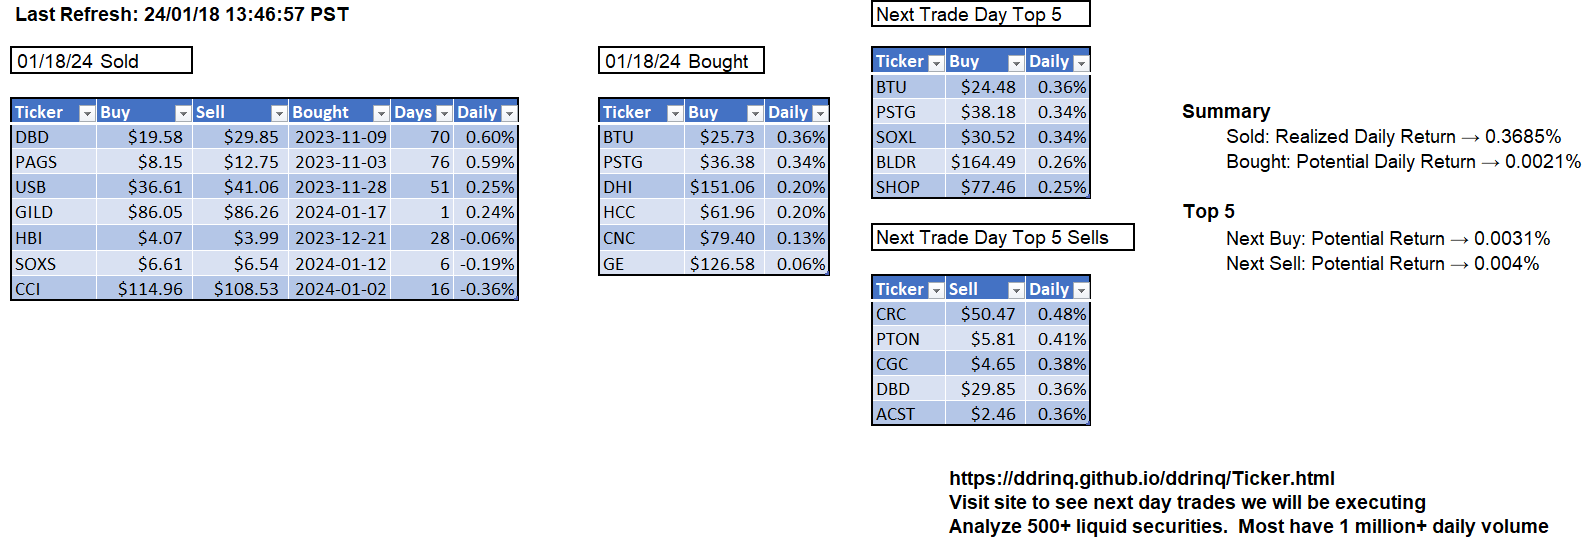 Last Refresh: 24/01/18 13:46:57 PST
01/18/24 Sold
Ticker Buy Sell Bought Days Daily
DBD $19.58 $29.85 2023-11-09 70 0.60%
PAGS $8.15 $12.75 2023-11-03 76 0.59%
USB $36.61 $41.06 2023-11-28 51 0.25%
GILD $86.05 $86.26 2024-01-17 1 0.24%
HBI $4.07 $3.99 2023-12-21 28 -0.06%
SOXS $6.61 $6.54 2024-01-12 6 -0.19%
CCI $114.96 $108.53 2024-01-02 16 -0.36%
01/18/24 Bought
Ticker Buy Daily
BTU $25.73 0.36%
PSTG $36.38 0.34%
DHI $151.06 0.20%
HCC $61.96 0.20%
CNC $79.40 0.13%
GE $126.58 0.06%
Next Trade Day Top 5
Ticker Buy Daily
BTU $24.48 0.36%
PSTG $38.18 0.34%
SOXL $30.52 0.34%
BLDR $164.49 0.26%
SHOP $77.46 0.25%
Next Trade Day Top 5 Sells
Ticker Sell Daily
CRC $50.47 0.48%
PTON $5.81 0.41%
CGC $4.65 0.38%
DBD $29.85 0.36%
ACST $2.46 0.36%
Summary
Sold: Realized Daily Return → 0.3685%
Bought: Potential Daily Return → 0.0021%
Top 5
Next Buy: Potential Return → 0.0031%
Next Sell: Potential Return → 0.004%
https://ddrinq.github.io/ddrinq/Ticker.html
Visit site to see next day trades we will be executing
Analyze 500+ liquid securities.  Most have 1 million+ daily volume